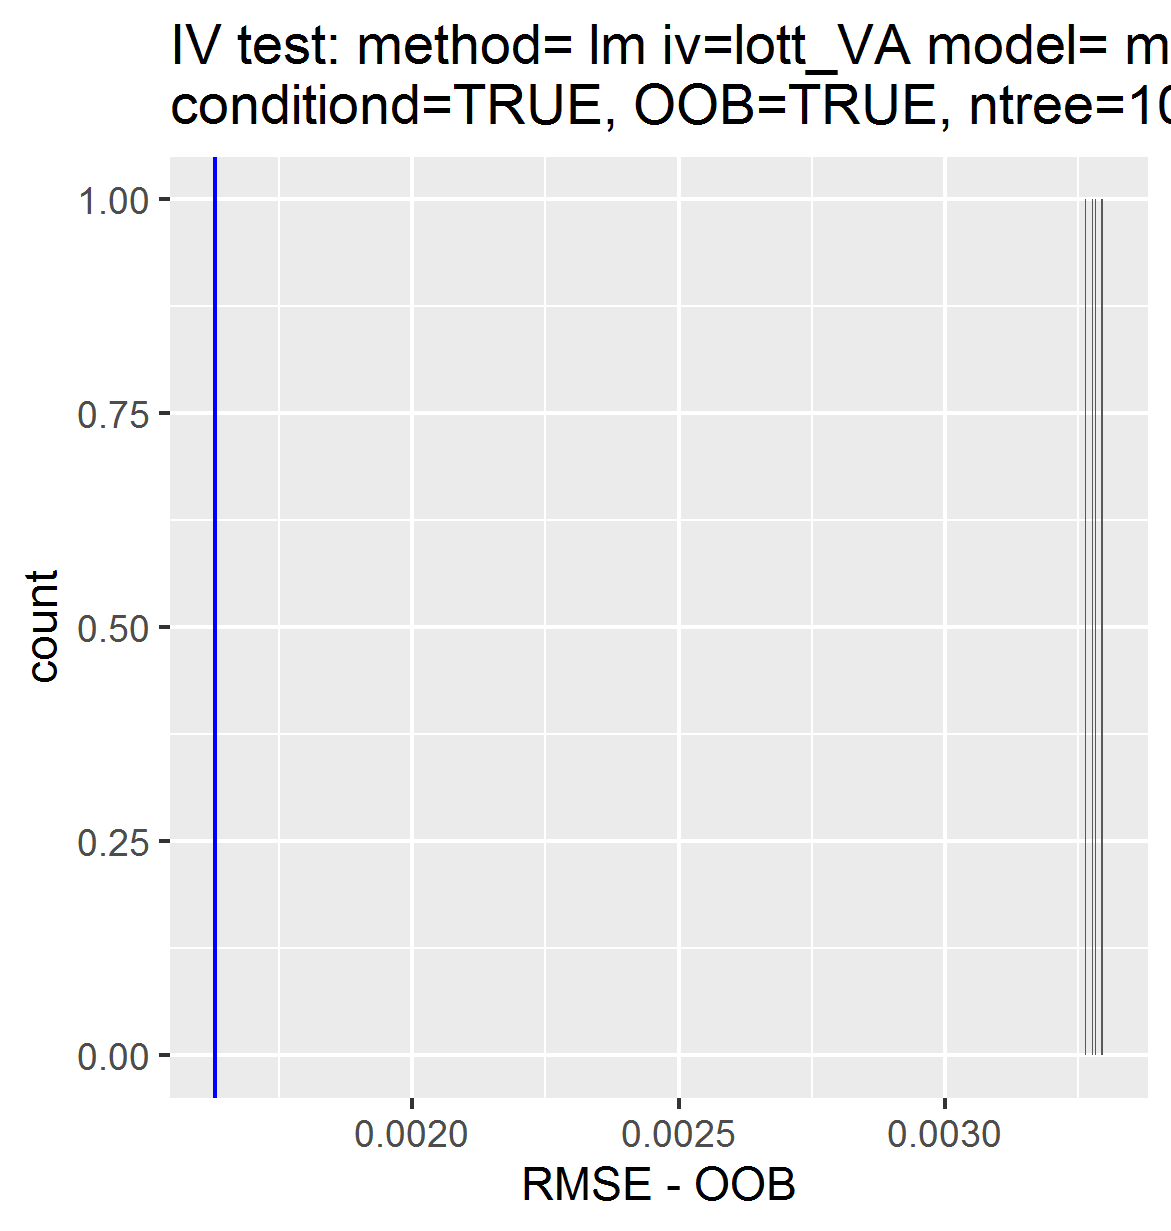 IV test: method= lm iv=lott_VA model= m
conditiond=TRUE, OOB=TRUE, ntree=10
1.00
0.75
0.50
0.25
0.00
count
0.0020 0.0025 0.0030
RMSE - OOB